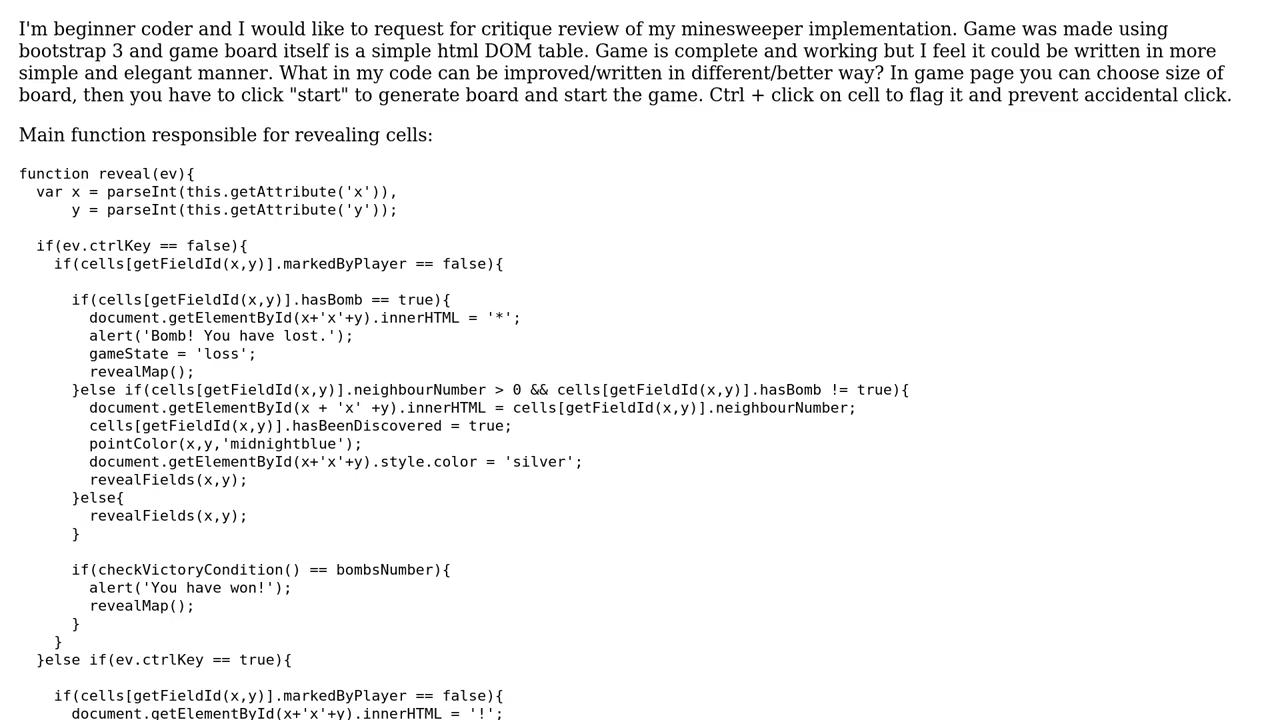 I'm beginner coder and I would like to request for critique review of my minesweeper implementation. Game was made using
bootstrap 3 and game board itself is a simple html DOM table. Game is complete and working but I feel it could be written in more
simple and elegant manner. What in my code can be improved/written in different/better way? In game page you can choose size of
board, then you have to click "start" to generate board and start the game. Ctrl + click on cell to flag it and prevent accidental click.
Main function responsible for revealing cells:
function reveal(ev){
  var x = parseInt(this.getAttribute('x')),
      y = parseInt(this.getAttribute('y'));
  if(ev.ctrlKey == false){
    if(cells[getFieldId(x,y)].markedByPlayer == false){
      if(cells[getFieldId(x,y)].hasBomb == true){
        document.getElementById(x+'x'+y).innerHTML = '*';
        alert('Bomb! You have lost.');
        gameState = 'loss';
        revealMap();
      }else if(cells[getFieldId(x,y)].neighbourNumber > 0 && cells[getFieldId(x,y)].hasBomb != true){
        document.getElementById(x + 'x' +y).innerHTML = cells[getFieldId(x,y)].neighbourNumber;
        cells[getFieldId(x,y)].hasBeenDiscovered = true;
        pointColor(x,y,'midnightblue');
        document.getElementById(x+'x'+y).style.color = 'silver';
        revealFields(x,y);
      }else{
        revealFields(x,y);
      }
      if(checkVictoryCondition() == bombsNumber){
        alert('You have won!');
        revealMap();
      }
    }
  }else if(ev.ctrlKey == true){
    if(cells[getFieldId(x,y)].markedByPlayer == false){
      document.getElementById(x+'x'+y).innerHTML = '!';